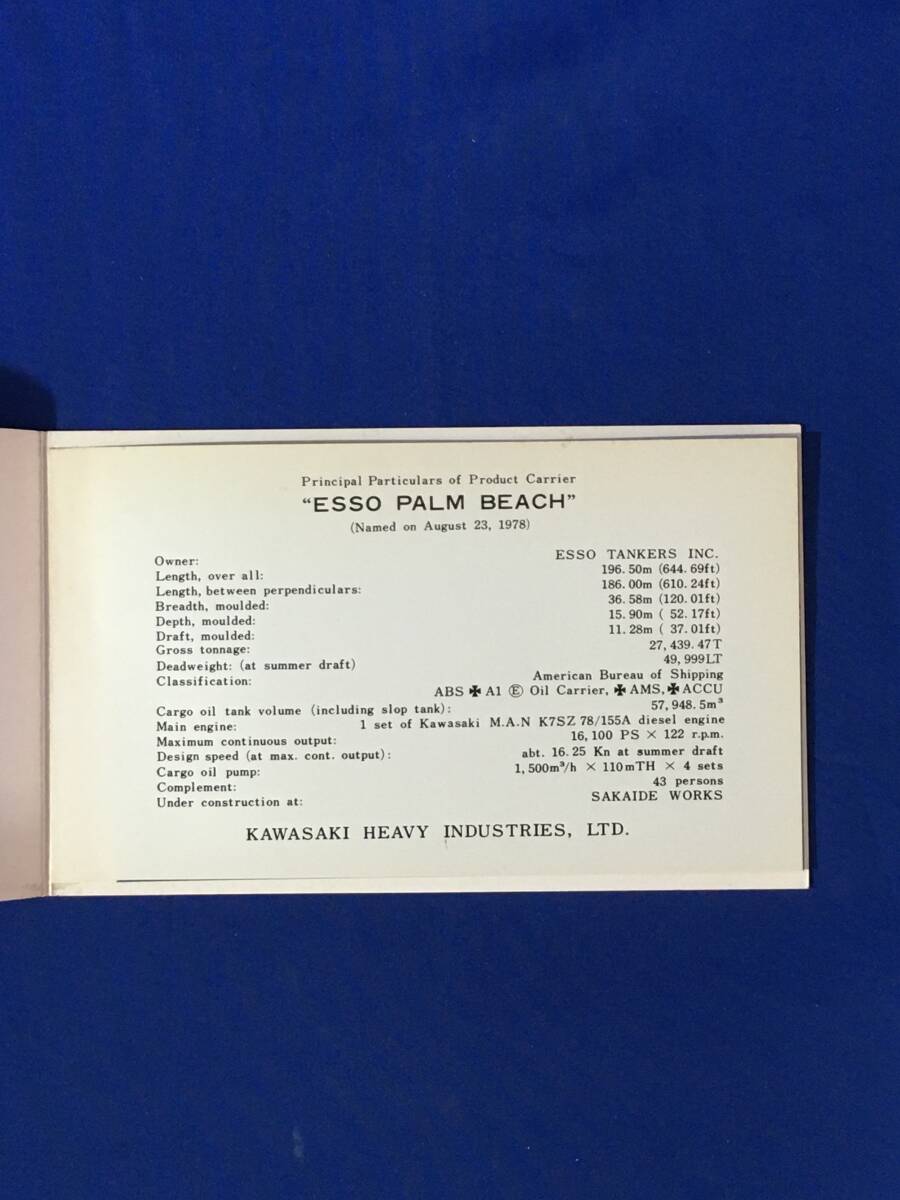 Principal Particulars of Product Carrier
“ESSO PALM BEACH”
(Named on August 23, 1978)
Owner: ESSO TANKERS INC.
Length, over all: 196.50m (644.69ft)
Length, between perpendiculars: 186.00m (610.24ft)
Breadth, moulded: 36.58m (120.01ft)
Depth, moulded: 15.90m ( 52.17ft)
Draft, moulded: 11.28m ( 37.01ft)
Gross tonnage: 27,439.47T
Deadweight: (at summer draft) 49,999LT
Classification: American Bureau of Shipping
ABS ✠ A1 Ⓔ Oil Carrier, ✠AMS, ✠ACCU
Cargo oil tank volume (including slop tank): 57,948.5m³
Main engine: 1 set of Kawasaki M.A.N K7SZ 78/155A diesel engine
Maximum continuous output: 16,100 PS × 122 r.p.m.
Design speed (at max. cont. output): abt. 16.25 Kn at summer draft
Cargo oil pump: 1,500m³/h × 110mTH × 4 sets
Complement: 43 persons
Under construction at: SAKAIDE WORKS
KAWASAKI HEAVY INDUSTRIES, LTD.